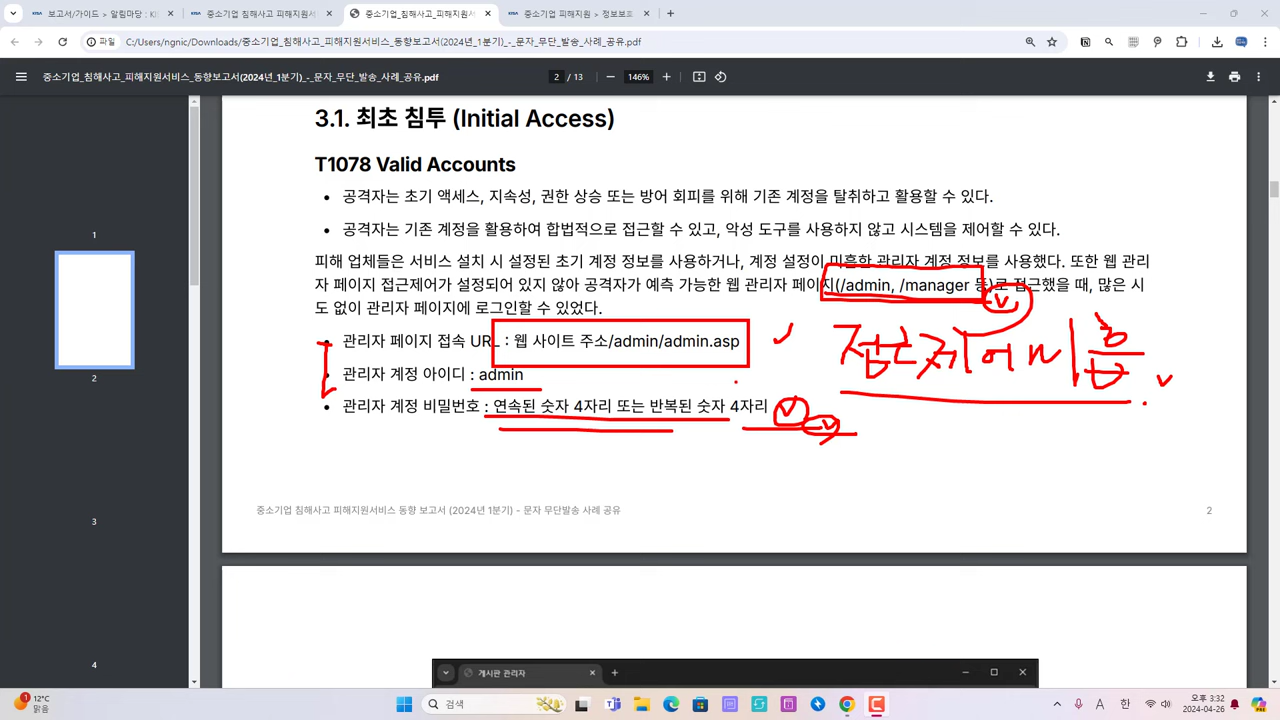 보고서/가이드 > 알림마당 : KIS
중소기업 침해사고 피해지원서
중소기업_침해사고_피해지원서
중소기업 피해지원 > 정보보호
파일
C:/Users/ngnic/Downloads/중소기업_침해사고_피해지원서비스_동향보고서(2024년_1분기)_-_문자_무단_발송_사례_공유.pdf
중소기업_침해사고_피해지원서비스_동향보고서(2024년_1분기) - 문자_무단_발송_사례_공유.pdf
2 / 13
146%
3.1. 최초 침투 (Initial Access)
T1078 Valid Accounts
• 공격자는 초기 액세스, 지속성, 권한 상승 또는 방어 회피를 위해 기존 계정을 탈취하고 활용할 수 있다.
• 공격자는 기존 계정을 활용하여 합법적으로 접근할 수 있고, 악성 도구를 사용하지 않고 시스템을 제어할 수 있다.
피해 업체들은 서비스 설치 시 설정된 초기 계정 정보를 사용하거나, 계정 설정이 미흡한 관리자 계정 정보를 사용했다. 또한 웹 관리
자 페이지 접근제어가 설정되어 있지 않아 공격자가 예측 가능한 웹 관리자 페이지(/admin, /manager 등)로 접근했을 때, 많은 시
도 없이 관리자 페이지에 로그인할 수 있었다.
• 관리자 페이지 접속 URL : 웹 사이트 주소/admin/admin.asp
접근제어 미흡
• 관리자 계정 아이디 : admin
• 관리자 계정 비밀번호 : 연속된 숫자 4자리 또는 반복된 숫자 4자리
중소기업 침해사고 피해지원서비스 동향 보고서 (2024년 1분기) - 문자 무단발송 사례 공유
2
1
2
3
4
게시판 관리자
12°C
맑음
검색
A
한
오후 3:32
2024-04-26